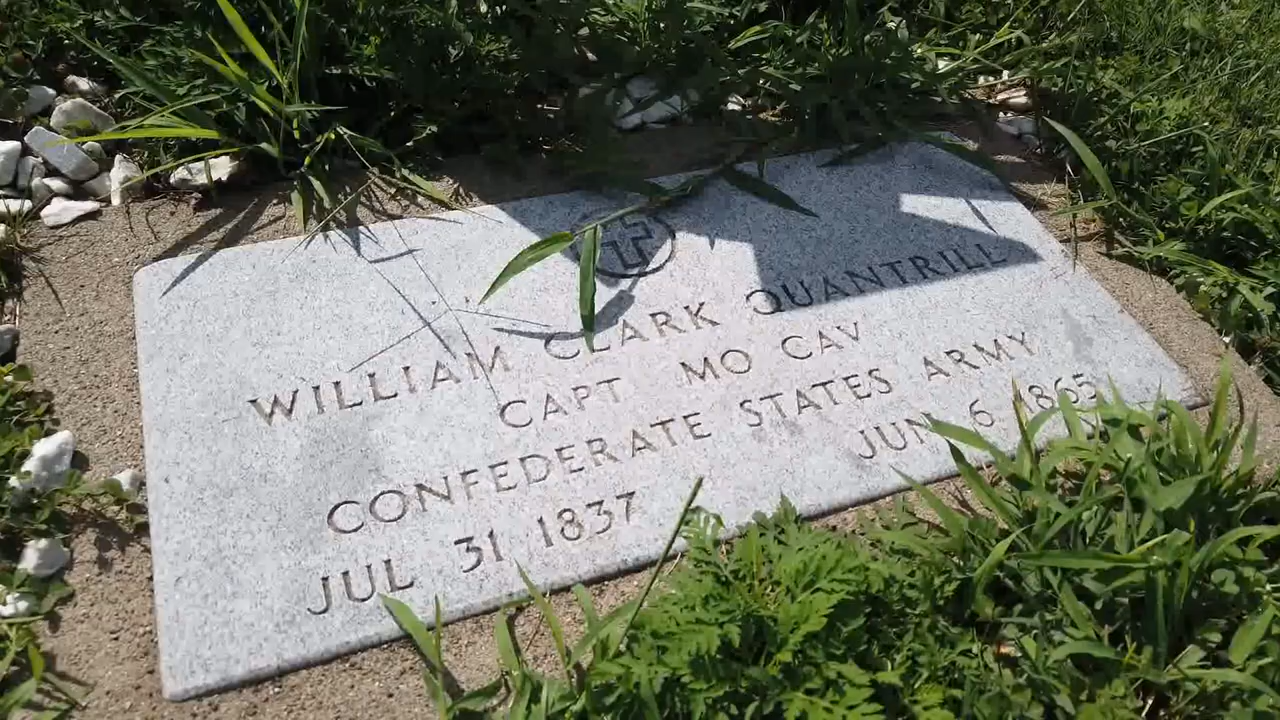 WILLIAM CLARK QUANTRILL
CAPT MO CAV
CONFEDERATE STATES ARMY
JUL 31 1837 JUN 6 1865